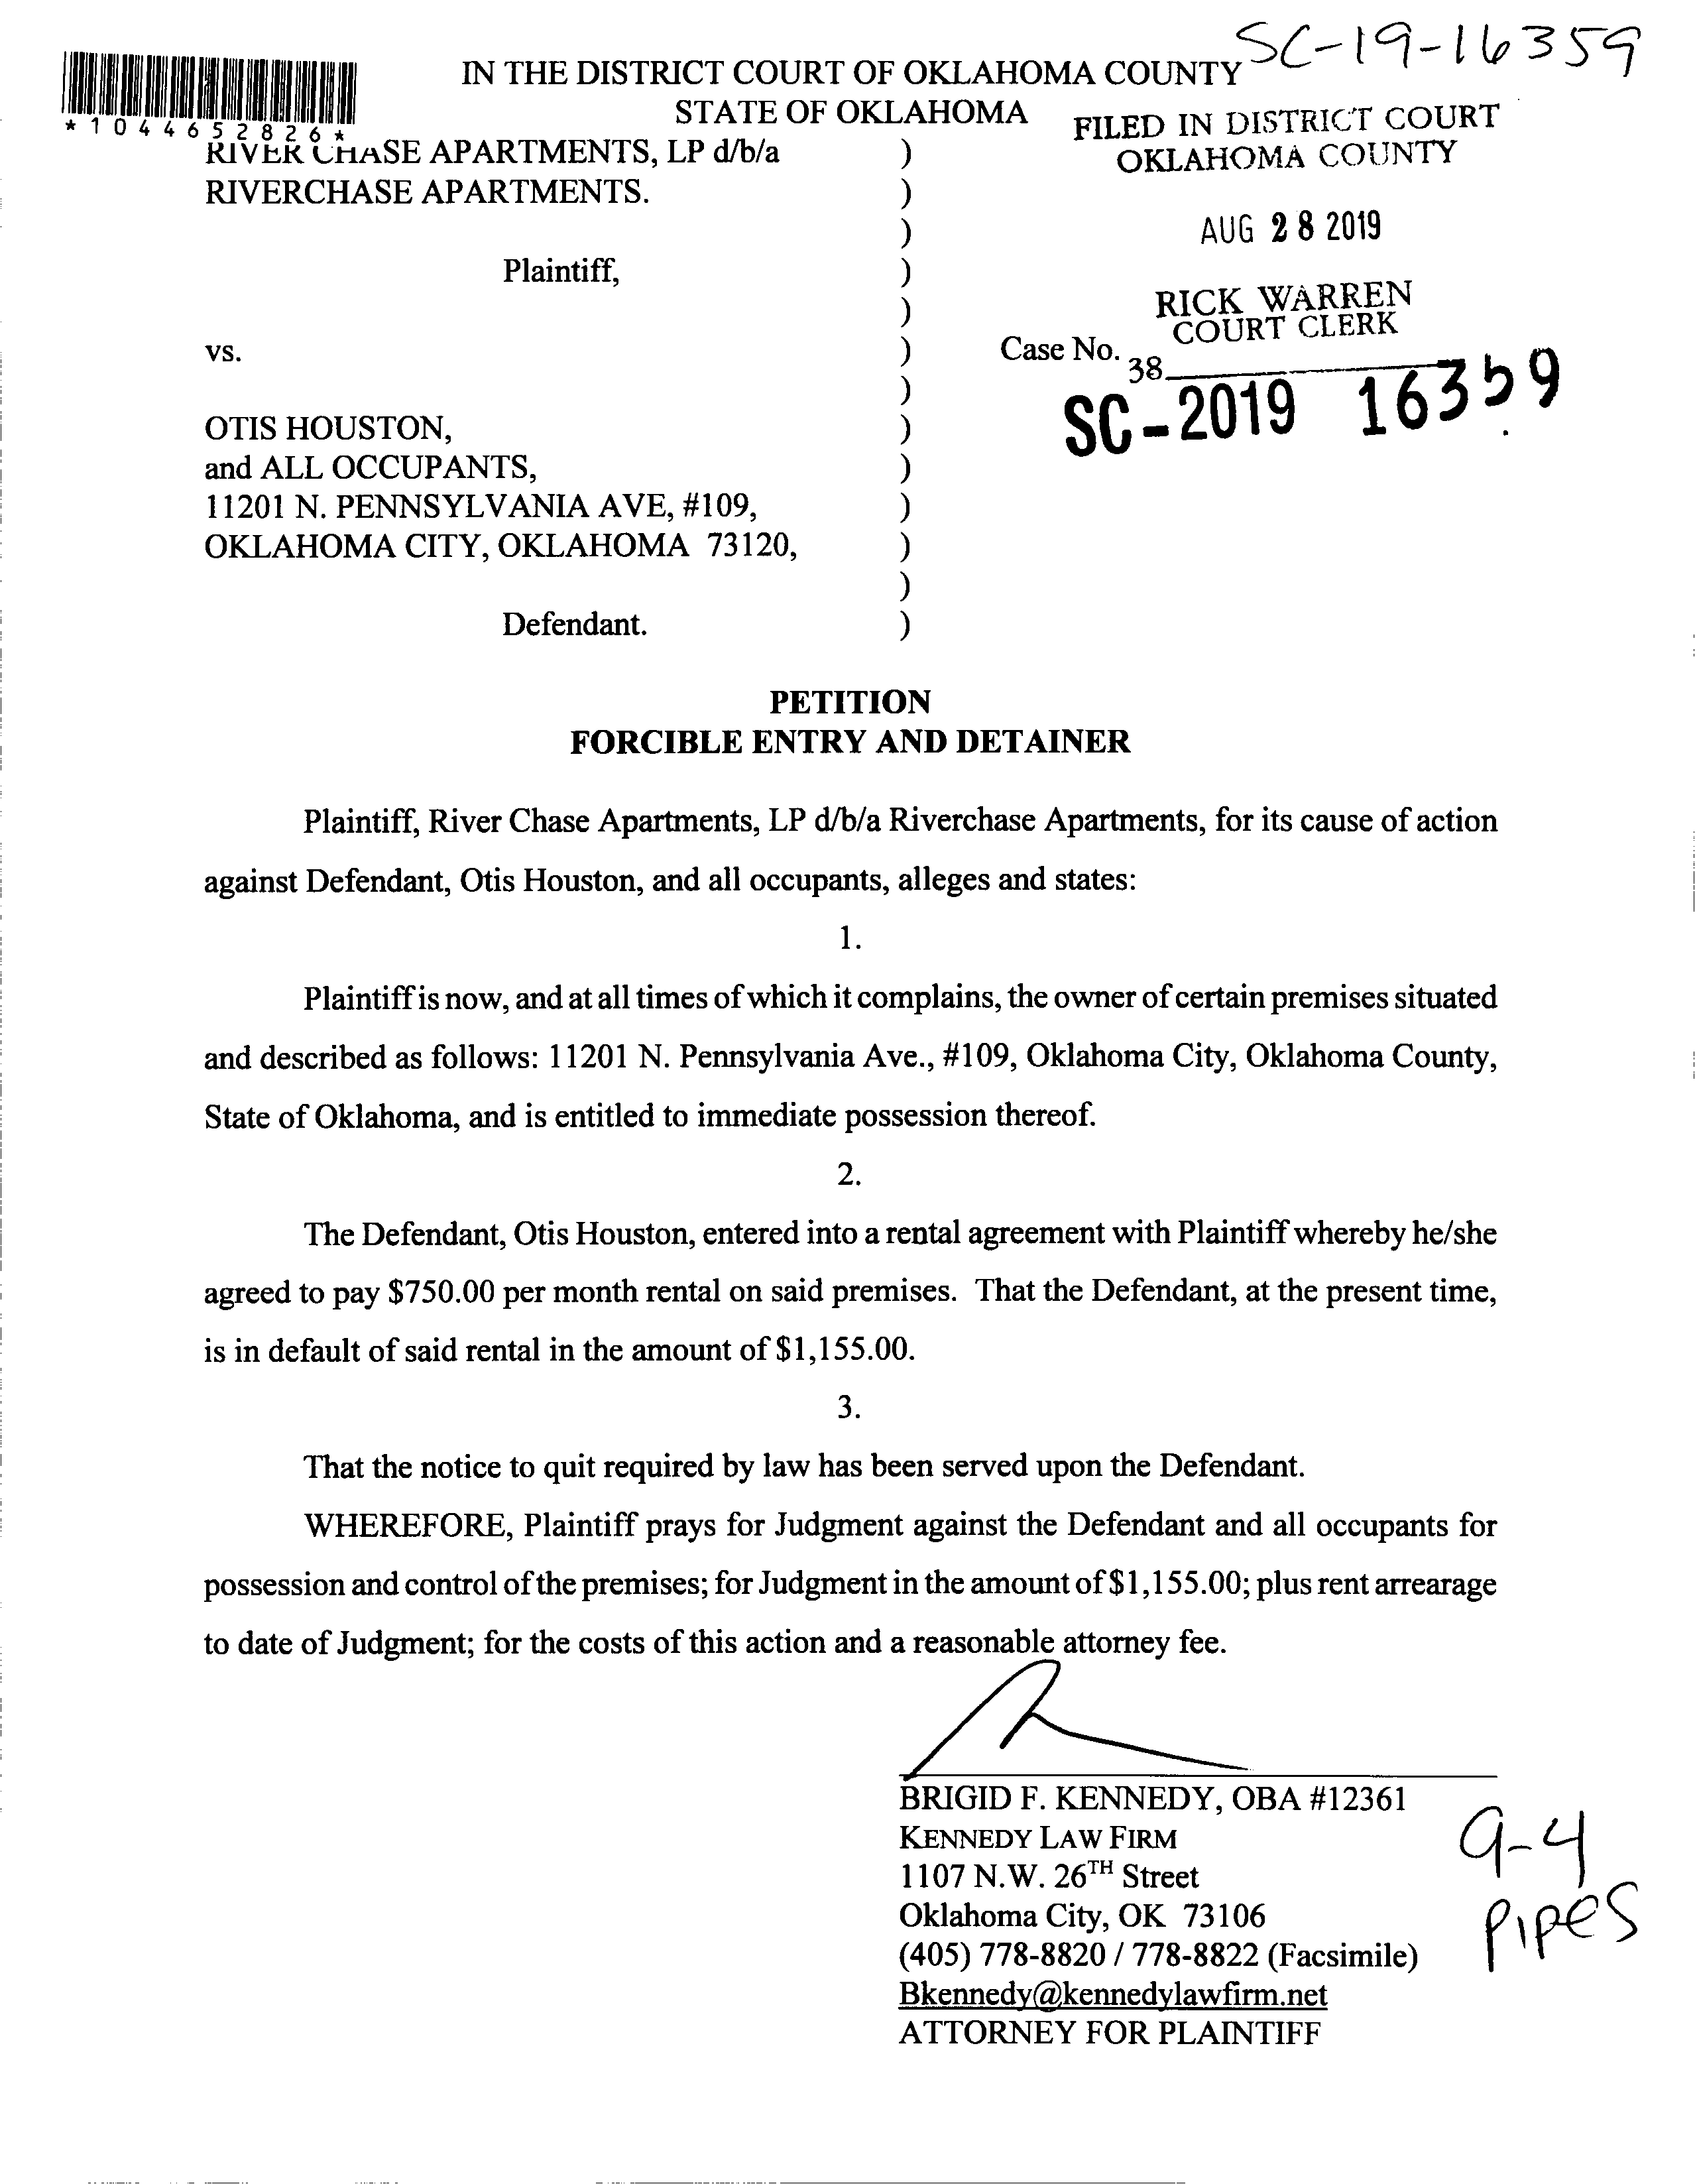 SC-19-16359
IN THE DISTRICT COURT OF OKLAHOMA COUNTY
STATE OF OKLAHOMA
*1044652826*
FILED IN DISTRICT COURT
OKLAHOMA COUNTY
RIVER CHASE APARTMENTS, LP d/b/a )
RIVERCHASE APARTMENTS. )
)
AUG 28 2019
Plaintiff, )
)
RICK WARREN
COURT CLERK
vs. )
Case No.
38
)
SC-2019 16359
OTIS HOUSTON, )
and ALL OCCUPANTS, )
11201 N. PENNSYLVANIA AVE, #109, )
OKLAHOMA CITY, OKLAHOMA 73120, )
)
Defendant. )
PETITION
FORCIBLE ENTRY AND DETAINER
Plaintiff, River Chase Apartments, LP d/b/a Riverchase Apartments, for its cause of action
against Defendant, Otis Houston, and all occupants, alleges and states:
1.
Plaintiff is now, and at all times of which it complains, the owner of certain premises situated
and described as follows: 11201 N. Pennsylvania Ave., #109, Oklahoma City, Oklahoma County,
State of Oklahoma, and is entitled to immediate possession thereof.
2.
The Defendant, Otis Houston, entered into a rental agreement with Plaintiff whereby he/she
agreed to pay $750.00 per month rental on said premises. That the Defendant, at the present time,
is in default of said rental in the amount of $1,155.00.
3.
That the notice to quit required by law has been served upon the Defendant.
WHEREFORE, Plaintiff prays for Judgment against the Defendant and all occupants for
possession and control of the premises; for Judgment in the amount of $1,155.00; plus rent arrearage
to date of Judgment; for the costs of this action and a reasonable attorney fee.
BRIGID F. KENNEDY, OBA #12361
KENNEDY LAW FIRM
1107 N.W. 26TH Street
Oklahoma City, OK 73106
(405) 778-8820 / 778-8822 (Facsimile)
Bkennedy@kennedylawfirm.net
ATTORNEY FOR PLAINTIFF
9-4
PIPES